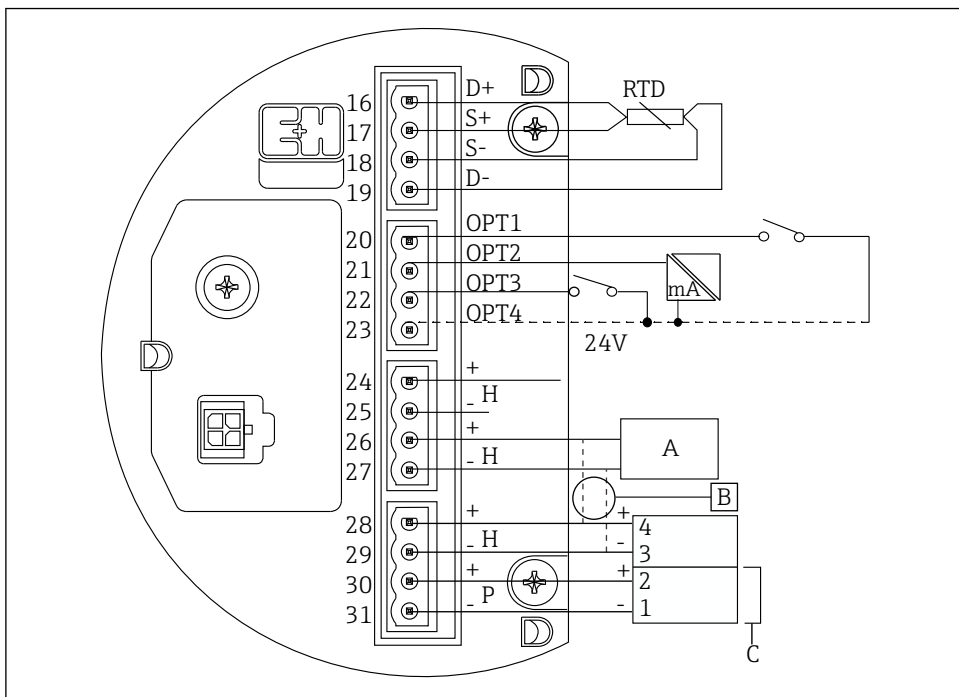 16 D+ RTD
17 S+
18 S-
19 D-
20 OPT1
21 OPT2
22 OPT3 mA
23 OPT4
24V
24 +
25 - H
26 + A
27 - H
B
28 + + 4
29 - H - 3
30 + + 2
31 - P - 1
C